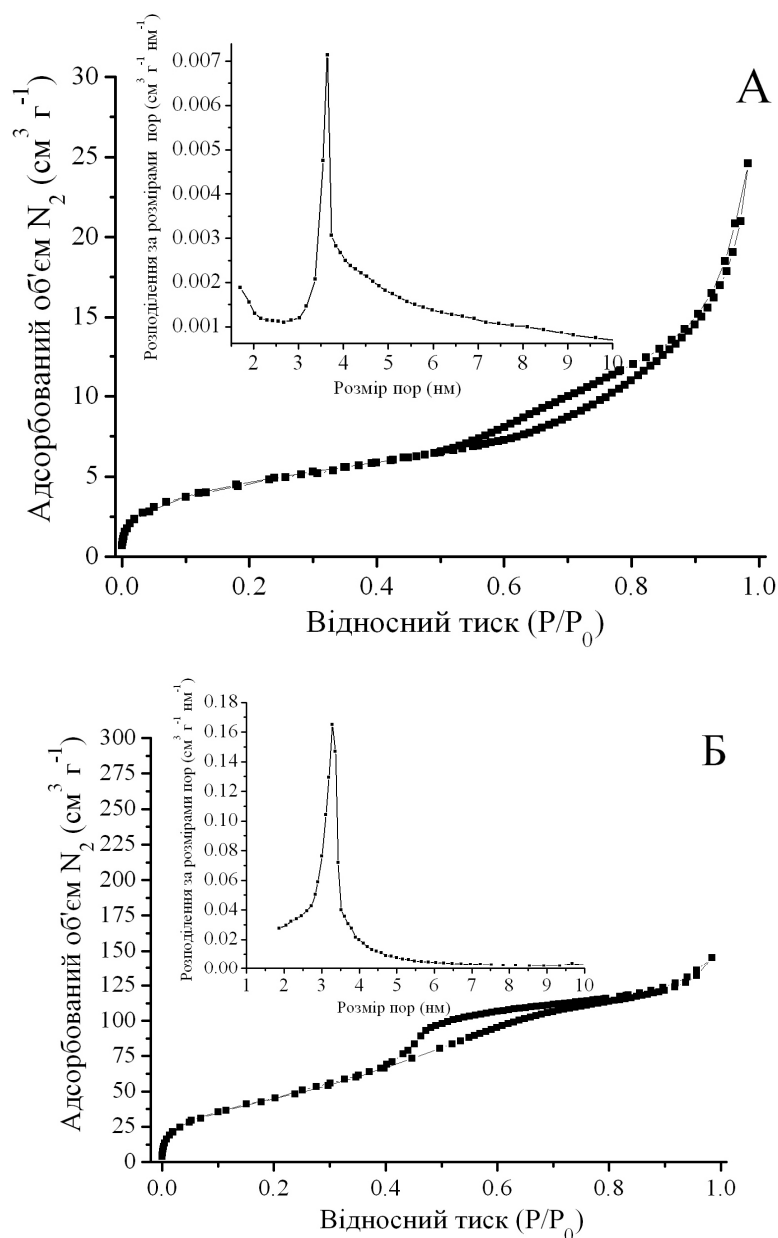 А
Адсорбований об'єм N2 (см3 г-1)
30
25
20
15
10
5
0
0.0 0.2 0.4 0.6 0.8 1.0
Відносний тиск (P/P0)
Розподілення за розмірами пор (см3 г-1 нм-1)
0.007
0.006
0.005
0.004
0.003
0.002
0.001
2 3 4 5 6 7 8 9 10
Розмір пор (нм)
Б
Адсорбований об'єм N2 (см3 г-1)
300
275
250
225
200
175
150
125
100
75
50
25
0
0.0 0.2 0.4 0.6 0.8 1.0
Відносний тиск (P/P0)
Розподілення за розмірами пор (см3 г-1 нм-1)
0.18
0.16
0.14
0.12
0.10
0.08
0.06
0.04
0.02
0.00
1 2 3 4 5 6 7 8 9 10
Розмір пор (нм)